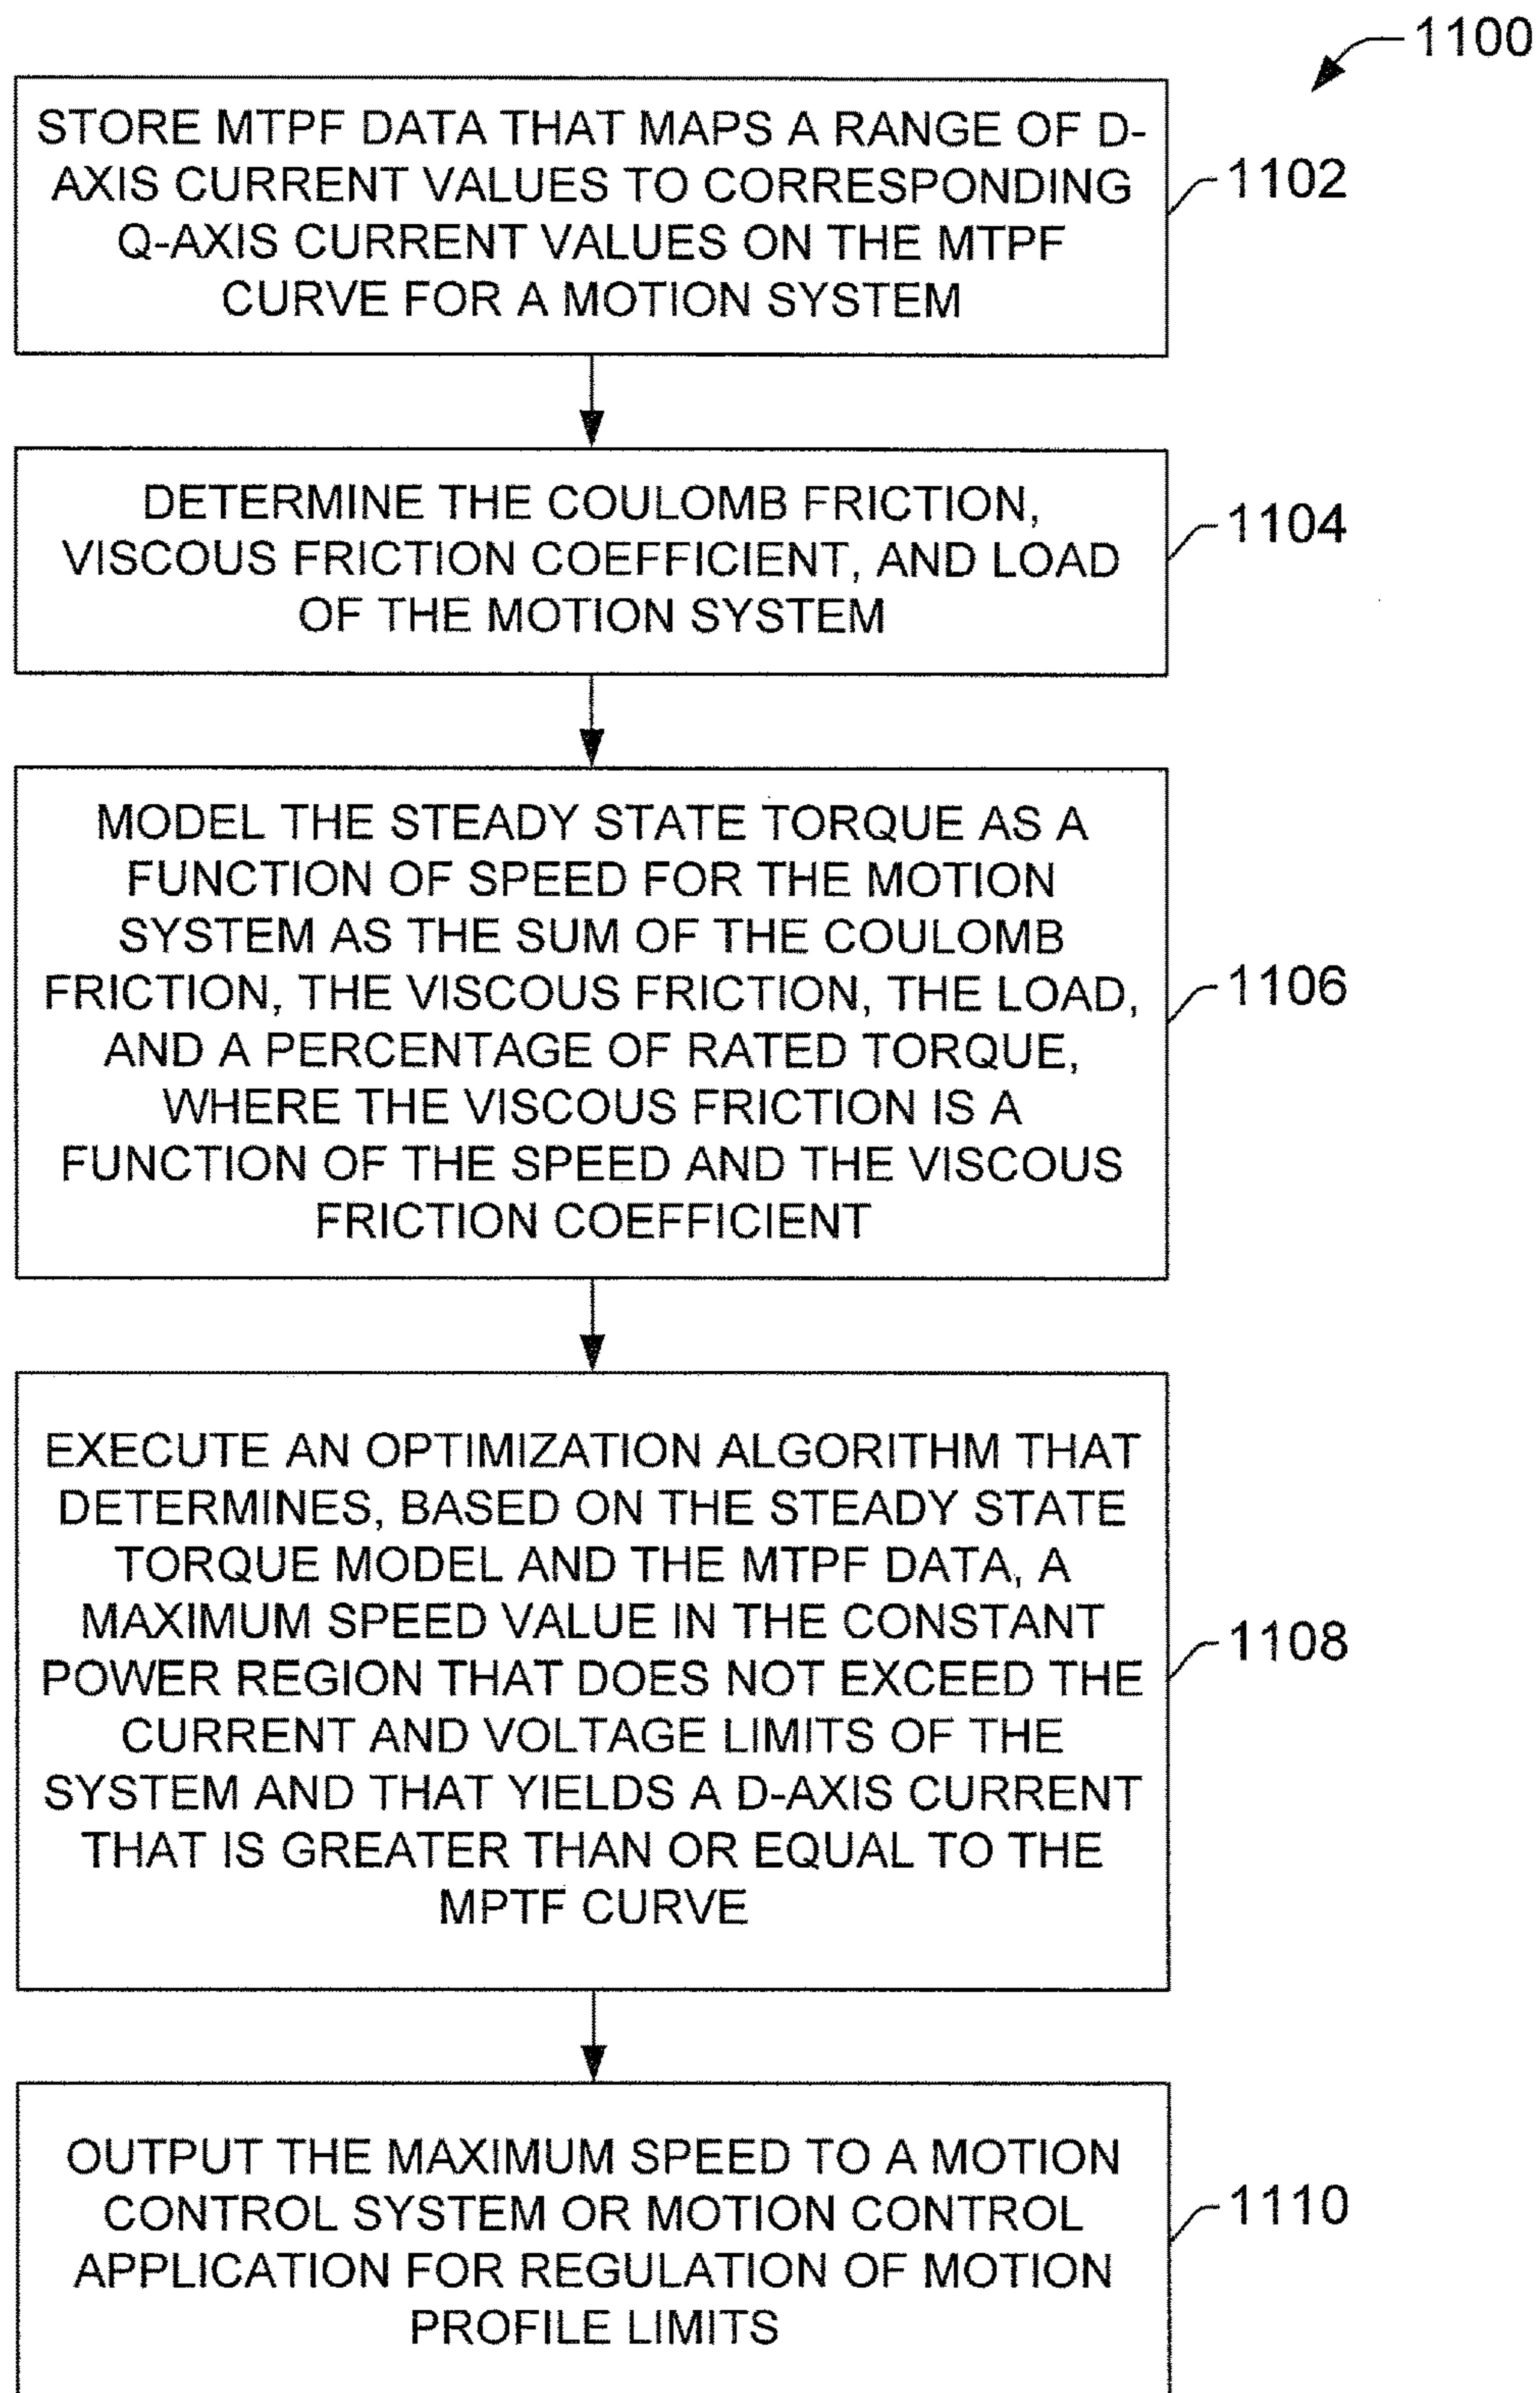 1100
STORE MTPF DATA THAT MAPS A RANGE OF D-
AXIS CURRENT VALUES TO CORRESPONDING
Q-AXIS CURRENT VALUES ON THE MTPF
CURVE FOR A MOTION SYSTEM
1102
DETERMINE THE COULOMB FRICTION,
VISCOUS FRICTION COEFFICIENT, AND LOAD
OF THE MOTION SYSTEM
1104
MODEL THE STEADY STATE TORQUE AS A
FUNCTION OF SPEED FOR THE MOTION
SYSTEM AS THE SUM OF THE COULOMB
FRICTION, THE VISCOUS FRICTION, THE LOAD,
AND A PERCENTAGE OF RATED TORQUE,
WHERE THE VISCOUS FRICTION IS A
FUNCTION OF THE SPEED AND THE VISCOUS
FRICTION COEFFICIENT
1106
EXECUTE AN OPTIMIZATION ALGORITHM THAT
DETERMINES, BASED ON THE STEADY STATE
TORQUE MODEL AND THE MTPF DATA, A
MAXIMUM SPEED VALUE IN THE CONSTANT
POWER REGION THAT DOES NOT EXCEED THE
CURRENT AND VOLTAGE LIMITS OF THE
SYSTEM AND THAT YIELDS A D-AXIS CURRENT
THAT IS GREATER THAN OR EQUAL TO THE
MPTF CURVE
1108
OUTPUT THE MAXIMUM SPEED TO A MOTION
CONTROL SYSTEM OR MOTION CONTROL
APPLICATION FOR REGULATION OF MOTION
PROFILE LIMITS
1110